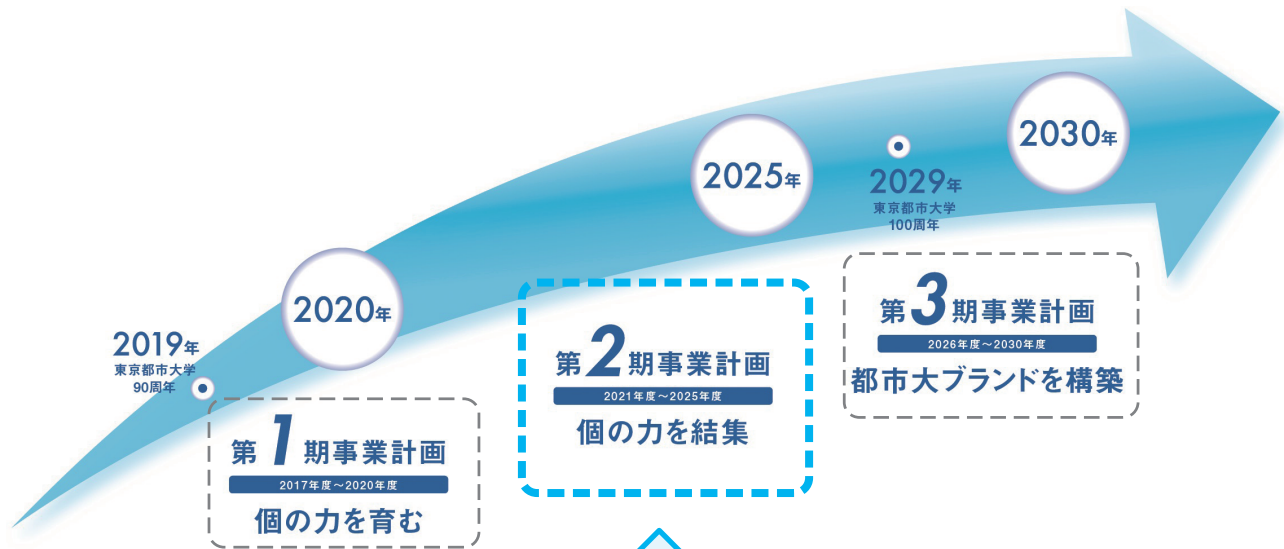 2019年
東京都市大学
90周年
2020年
2025年
2029年
東京都市大学
100周年
2030年
第1期事業計画
2017年度～2020年度
個の力を育む
第2期事業計画
2021年度～2025年度
個の力を結集
第3期事業計画
2026年度～2030年度
都市大ブランドを構築